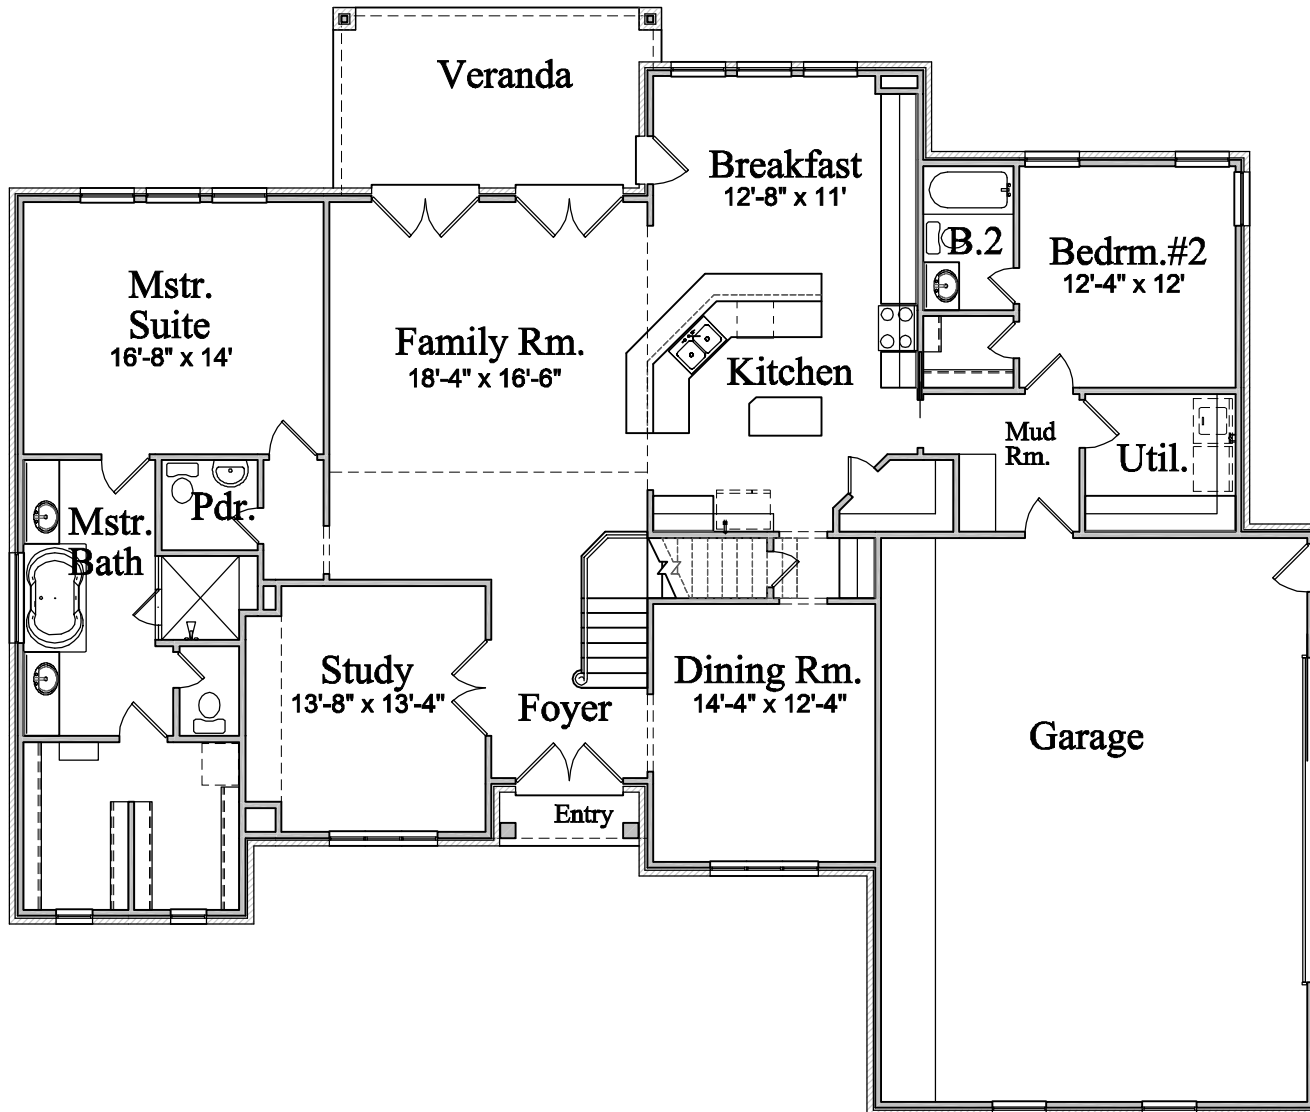 Veranda
Breakfast
12'-8" x 11'
B.2
Bedrm.#2
12'-4" x 12'
Mstr.
Suite
16'-8" x 14'
Family Rm.
18'-4" x 16'-6"
Kitchen
Mud
Rm.
Util.
Pdr.
Mstr.
Bath
Study
13'-8" x 13'-4"
Foyer
Dining Rm.
14'-4" x 12'-4"
Garage
Entry